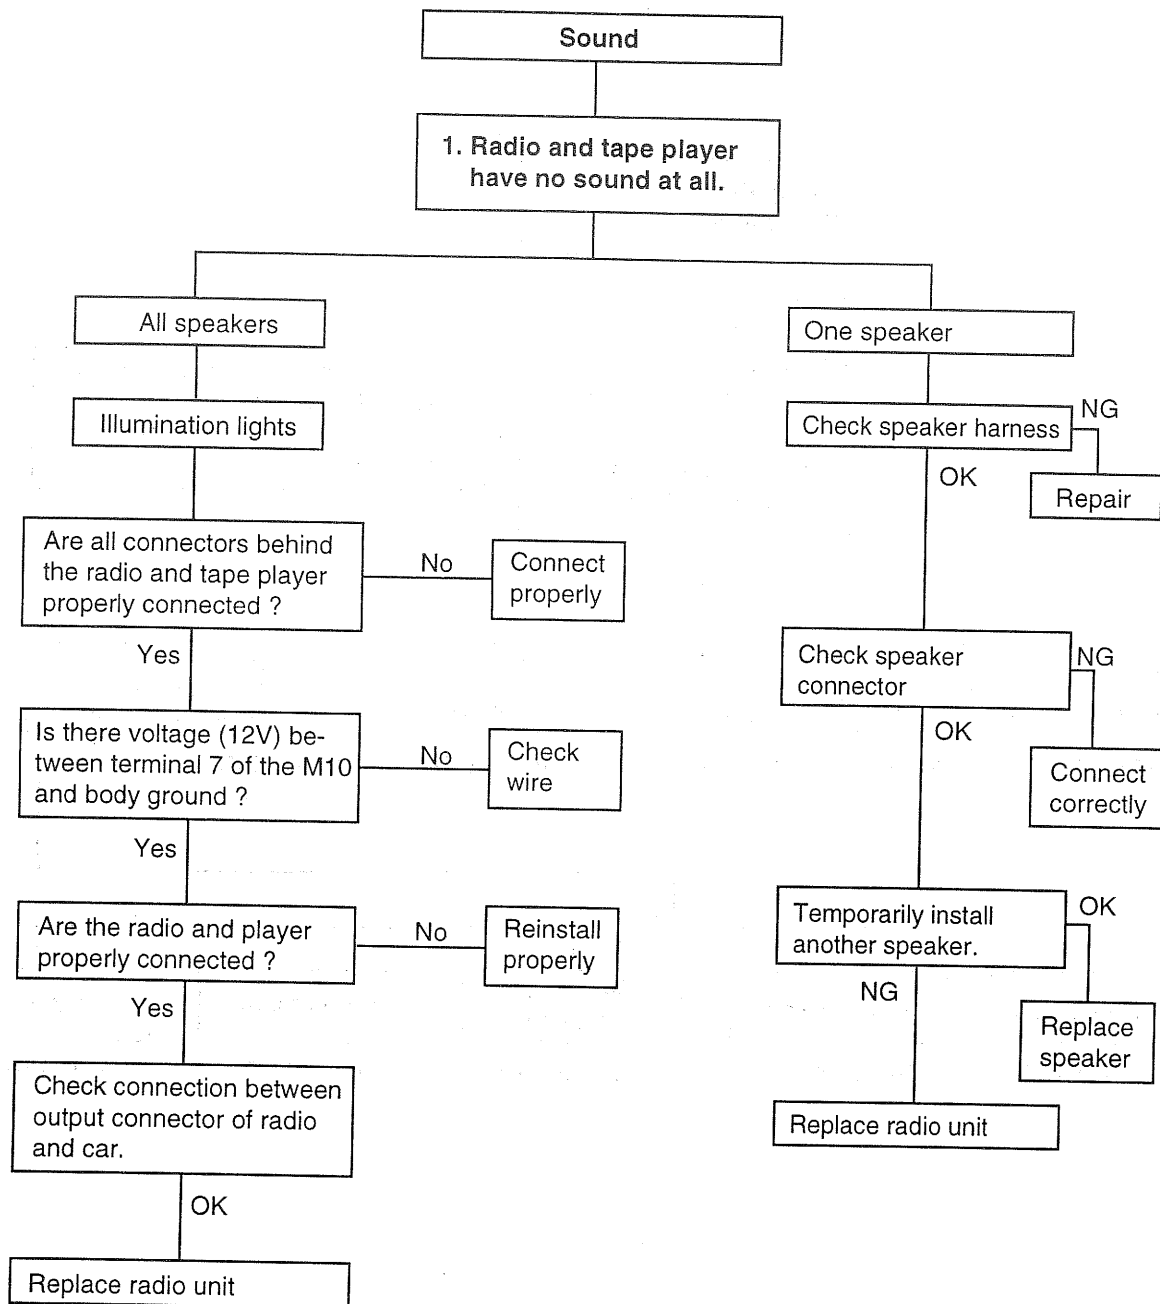 Sound
1. Radio and tape player
have no sound at all.
All speakers
Illumination lights
Are all connectors behind
the radio and tape player
properly connected ?
No
Connect
properly
Yes
Is there voltage (12V) be-
tween terminal 7 of the M10
and body ground ?
No
Check
wire
Yes
Are the radio and player
properly connected ?
No
Reinstall
properly
Yes
Check connection between
output connector of radio
and car.
OK
Replace radio unit
One speaker
Check speaker harness
NG
Repair
OK
Check speaker
connector
NG
Connect
correctly
OK
Temporarily install
another speaker.
OK
Replace
speaker
NG
Replace radio unit